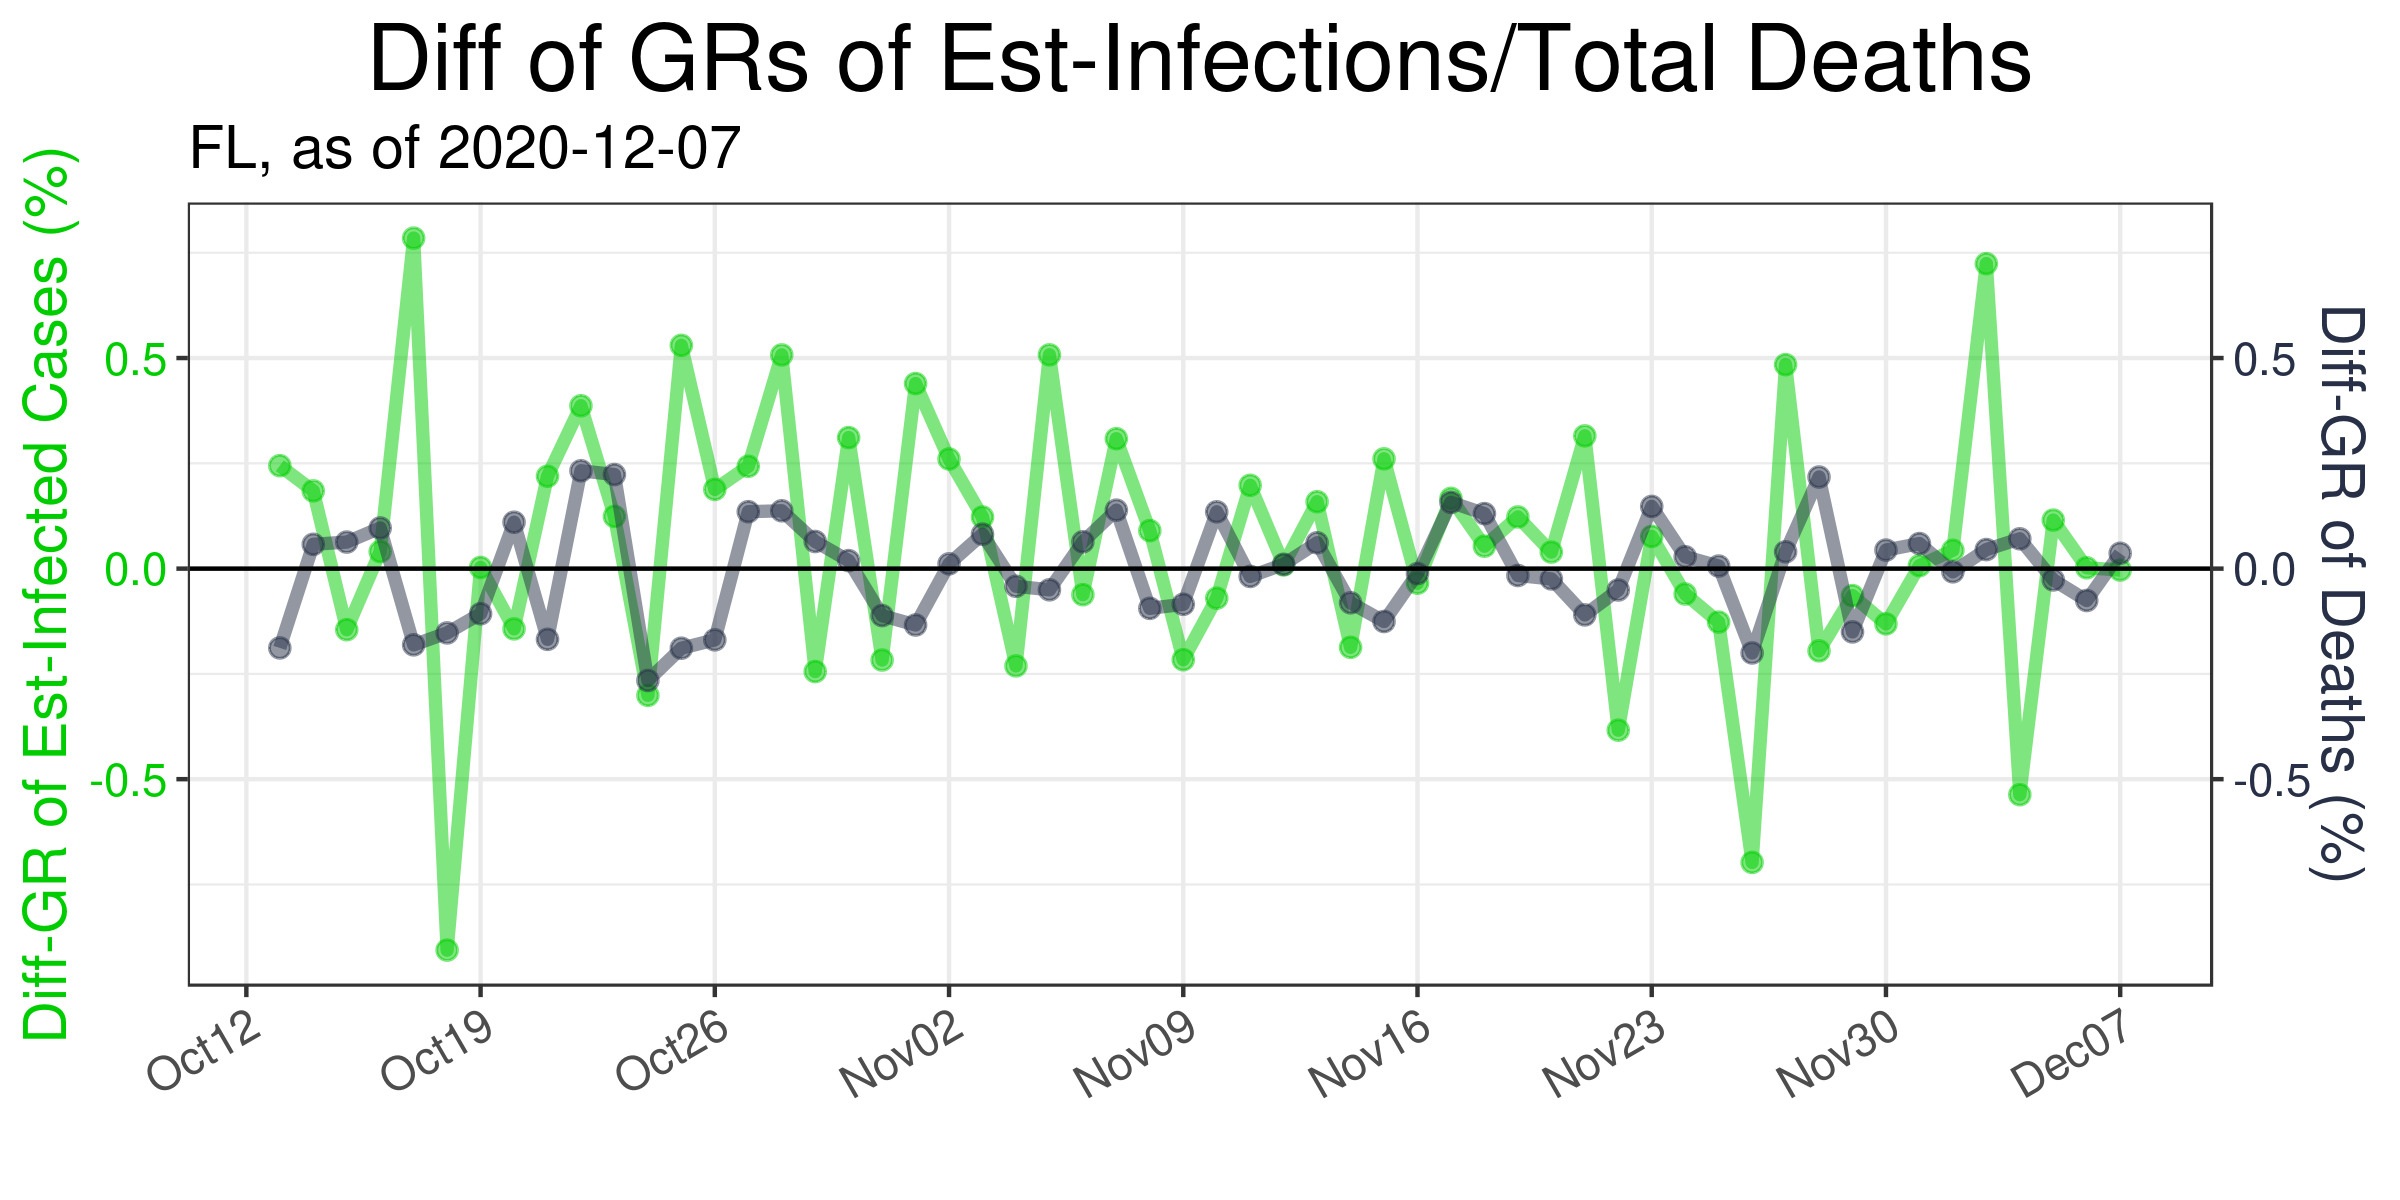 Diff of GRs of Est-Infections/Total Deaths
FL, as of 2020-12-07
Diff-GR of Est-Infected Cases (%)
0.5
0.0
-0.5
0.5
0.0
-0.5
Diff-GR of Deaths (%)
Oct12
Oct19
Oct26
Nov02
Nov09
Nov16
Nov23
Nov30
Dec07